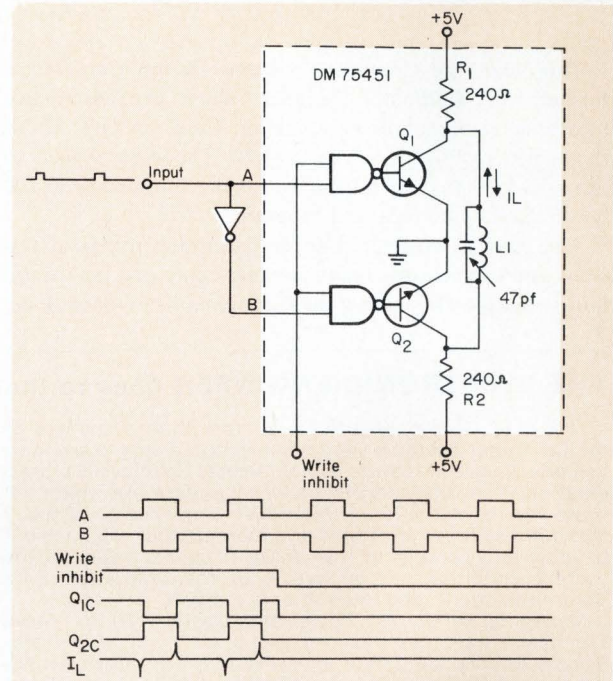 +5V
DM 75451
R1
240Ω
Q1
Input
A
IL
L1
B
47pf
Q2
240Ω
R2
Write
inhibit
+5V
A
B
Write
inhibit
Q1C
Q2C
IL